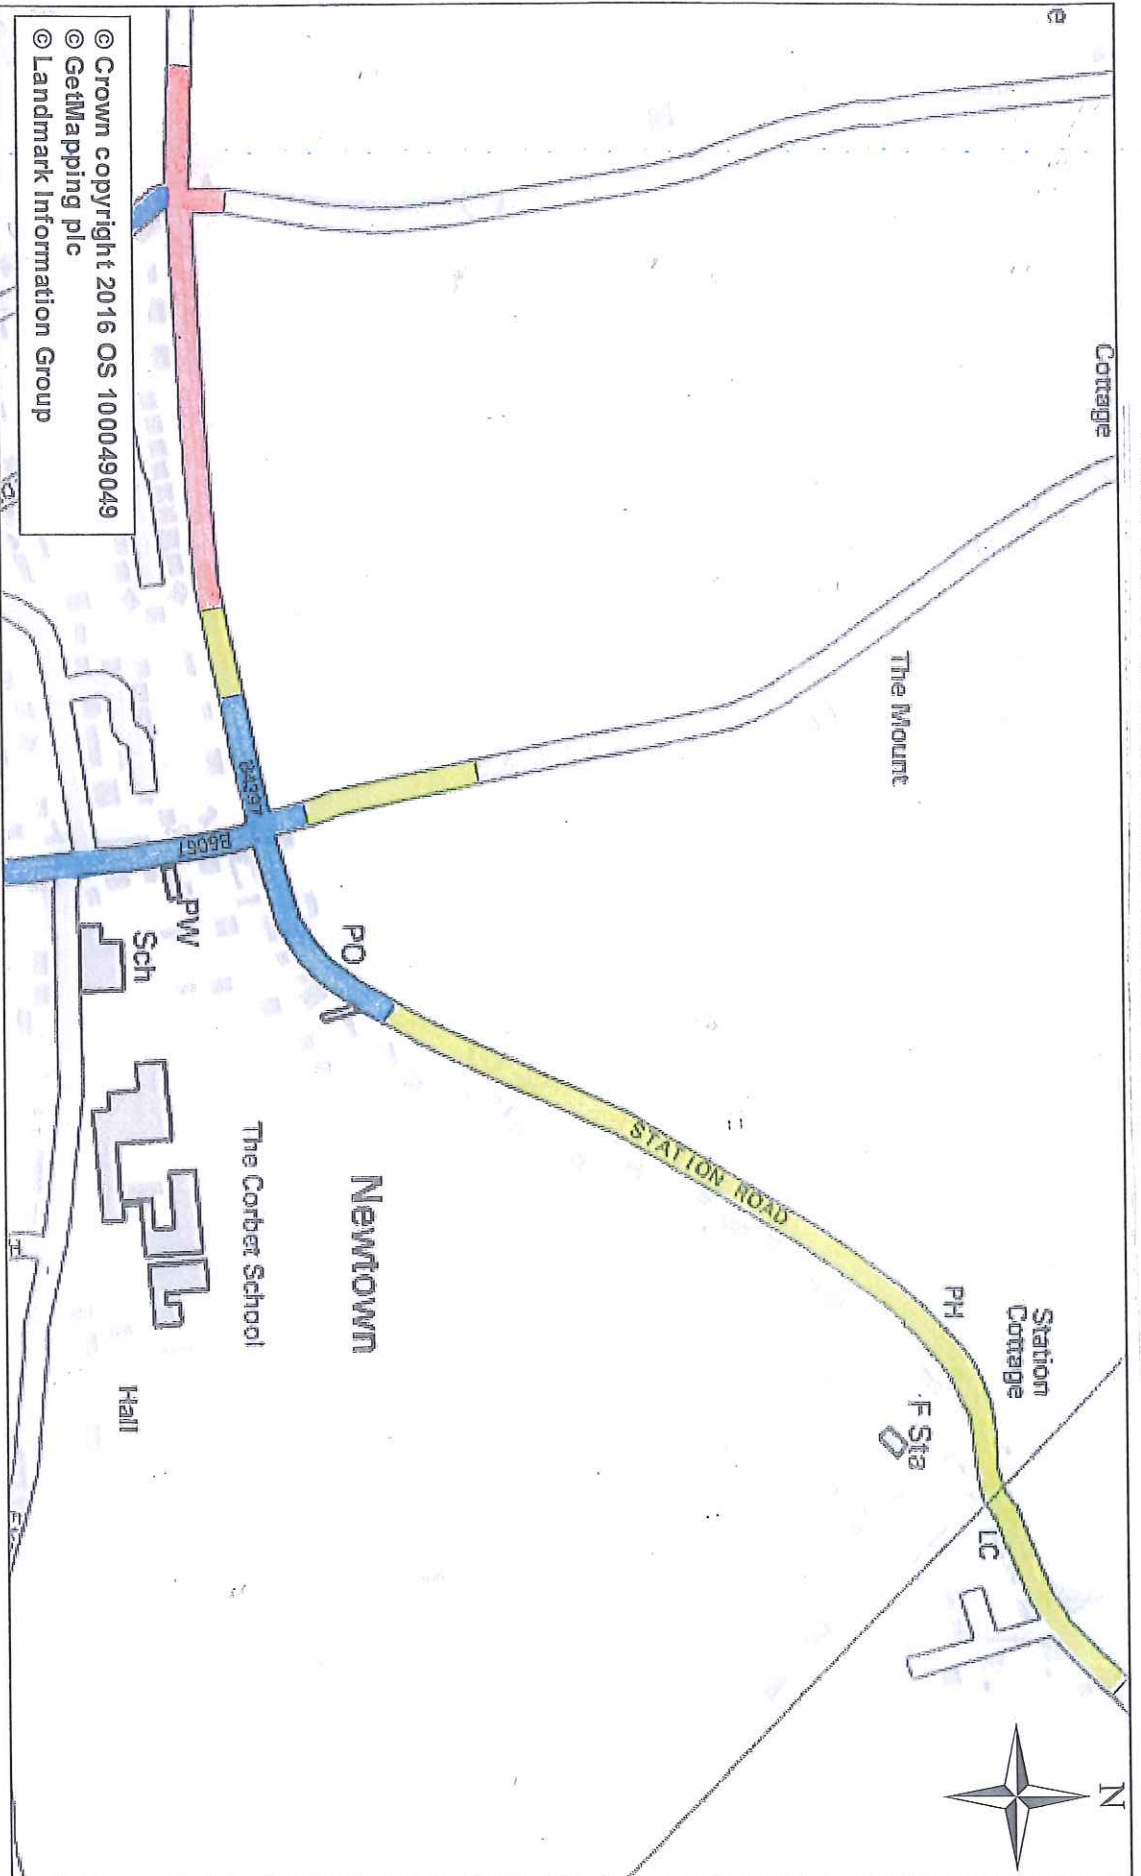 N
Cottage
The Mount
Station
Cottage
PH
F Sta
LC
STATION ROAD
PO
Newtown
B4397
B5067
PW
Sch
The Corbet School
Hall
© Crown copyright 2016 OS 100049049
© GetMapping plc
© Landmark Information Group